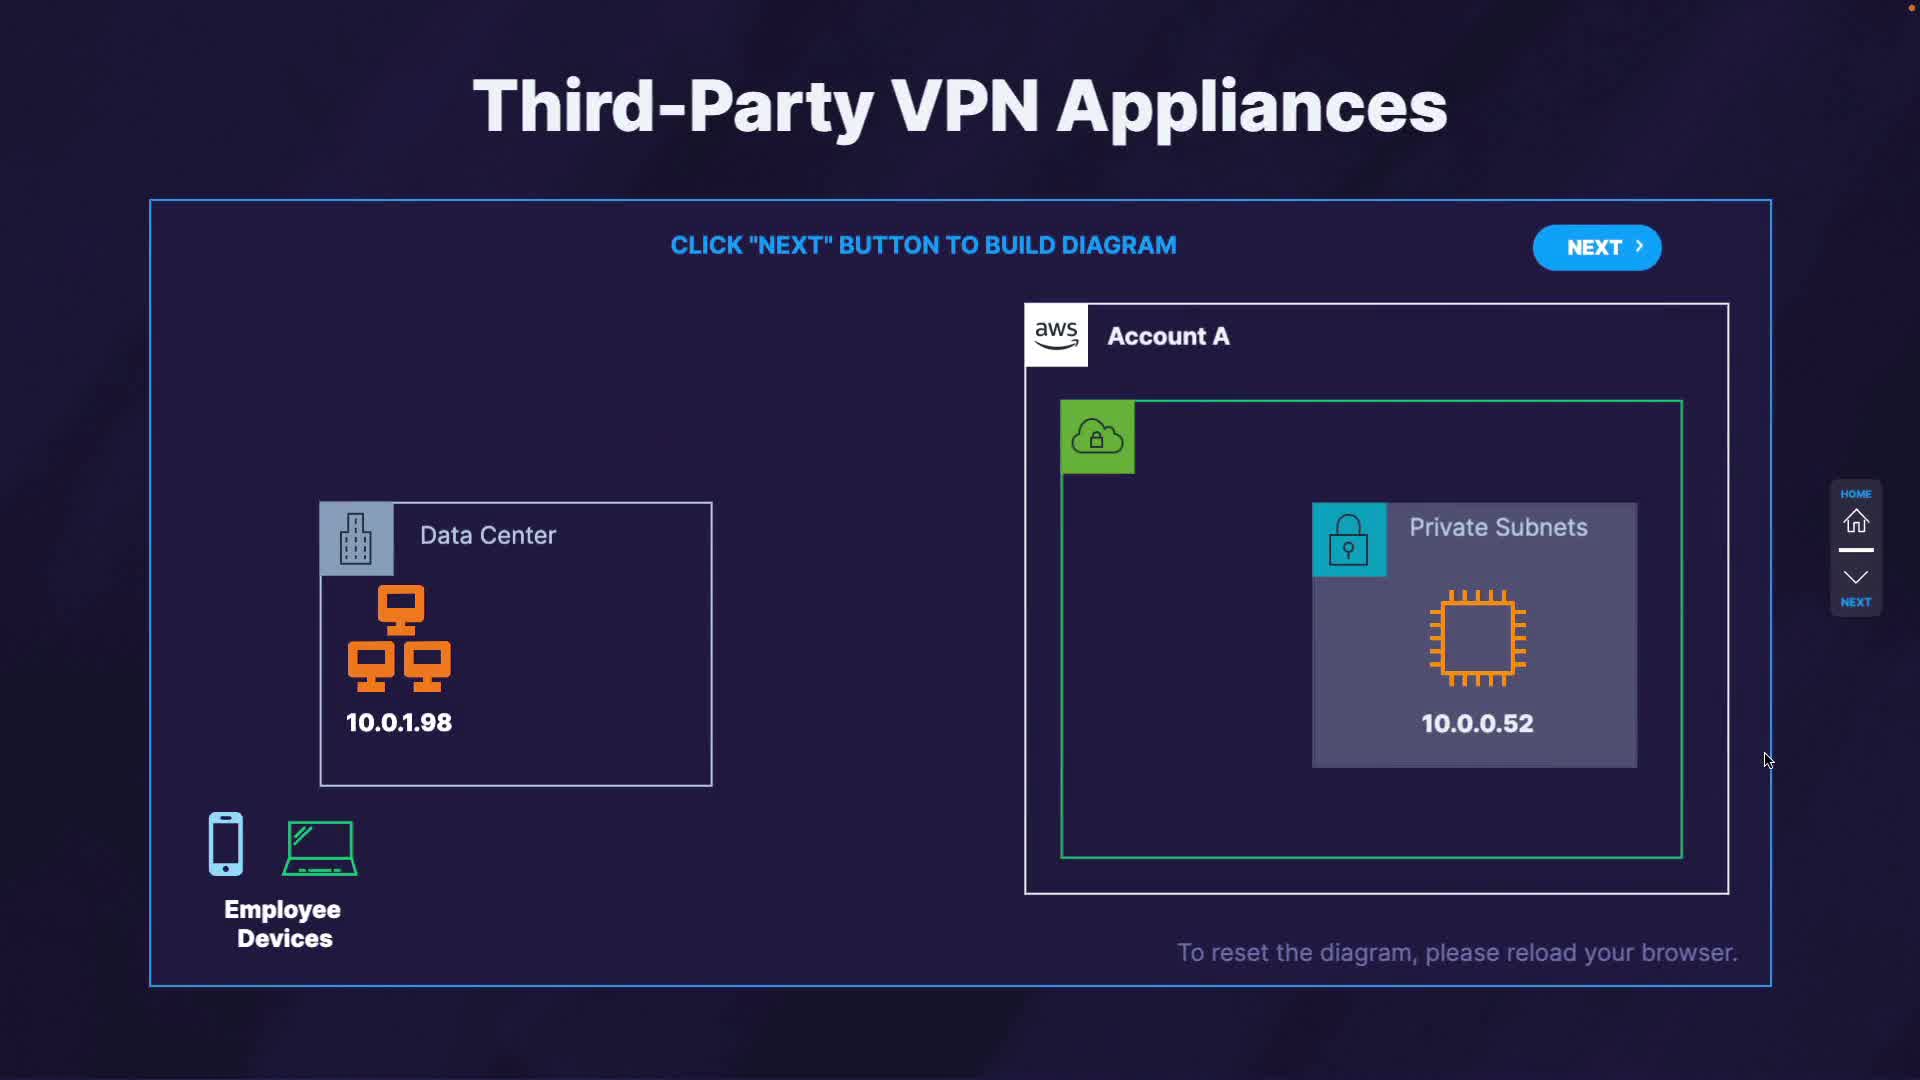 Third-Party VPN Appliances
CLICK "NEXT" BUTTON TO BUILD DIAGRAM
NEXT
aws
Account A
Data Center
Private Subnets
HOME
NEXT
10.0.1.98
10.0.0.52
Employee
Devices
To reset the diagram, please reload your browser.